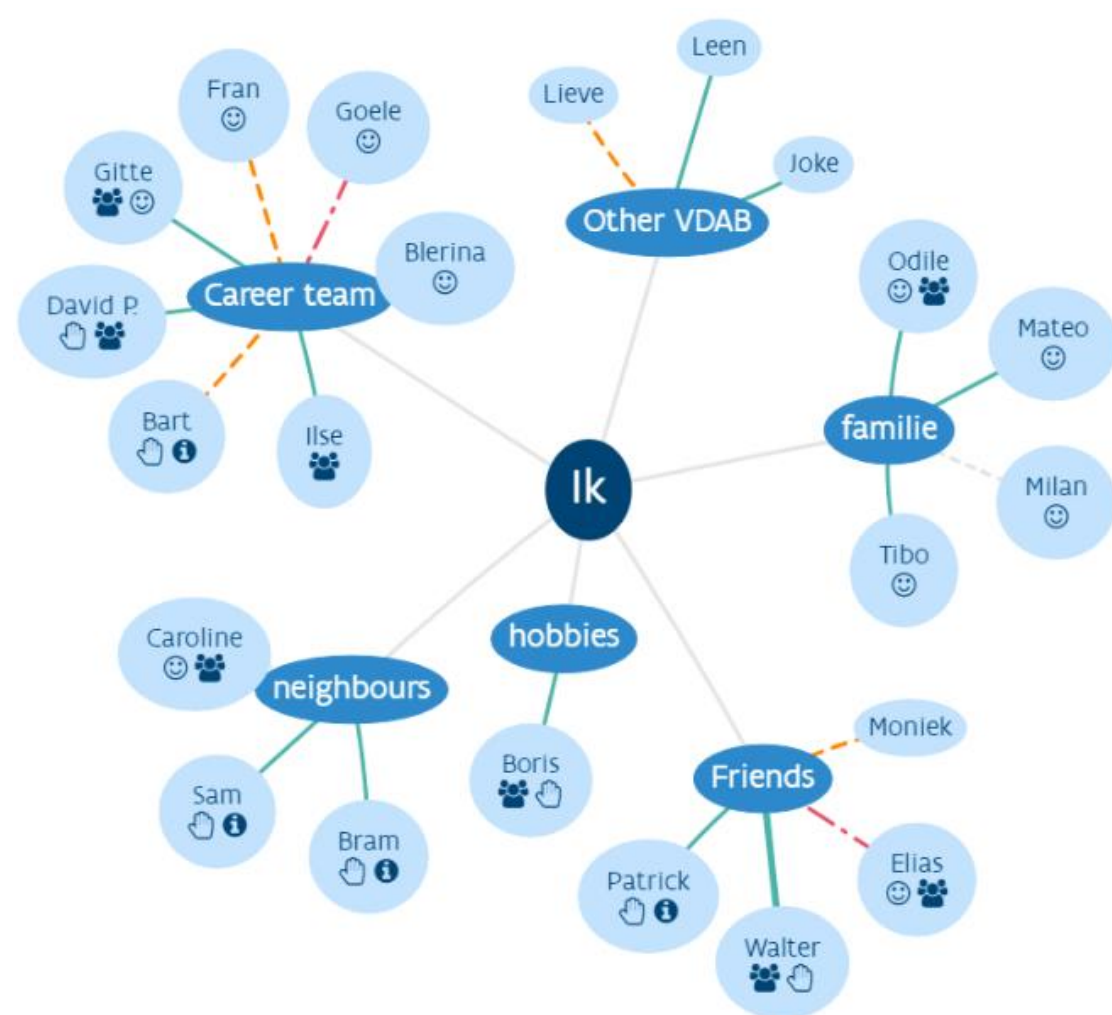 Leen
Fran
Lieve
Goele
Gitte
Joke
Other VDAB
Blerina
Odile
Career team
David P.
Mateo
Bart
Ilse
familie
Ik
Milan
Tibo
Caroline
hobbies
neighbours
Moniek
Boris
Friends
Sam
Bram
Elias
Patrick
Walter